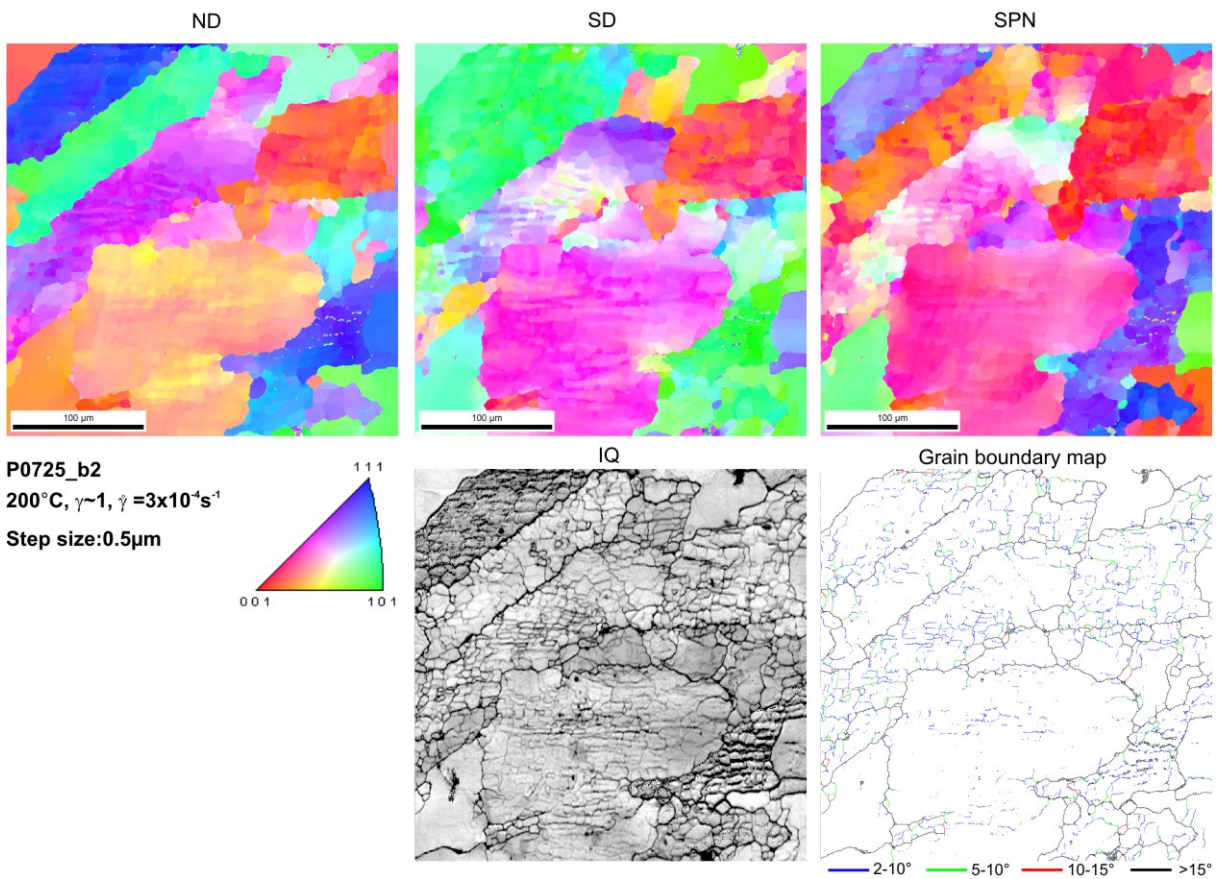 ND SD SPN
100 µm 100 µm 100 µm
P0725_b2
200°C, γ~1, γ̇ =3x10⁻⁴s⁻¹
Step size:0.5µm
1 1 1
0 0 1 1 0 1
IQ Grain boundary map
2-10° 5-10° 10-15° >15°